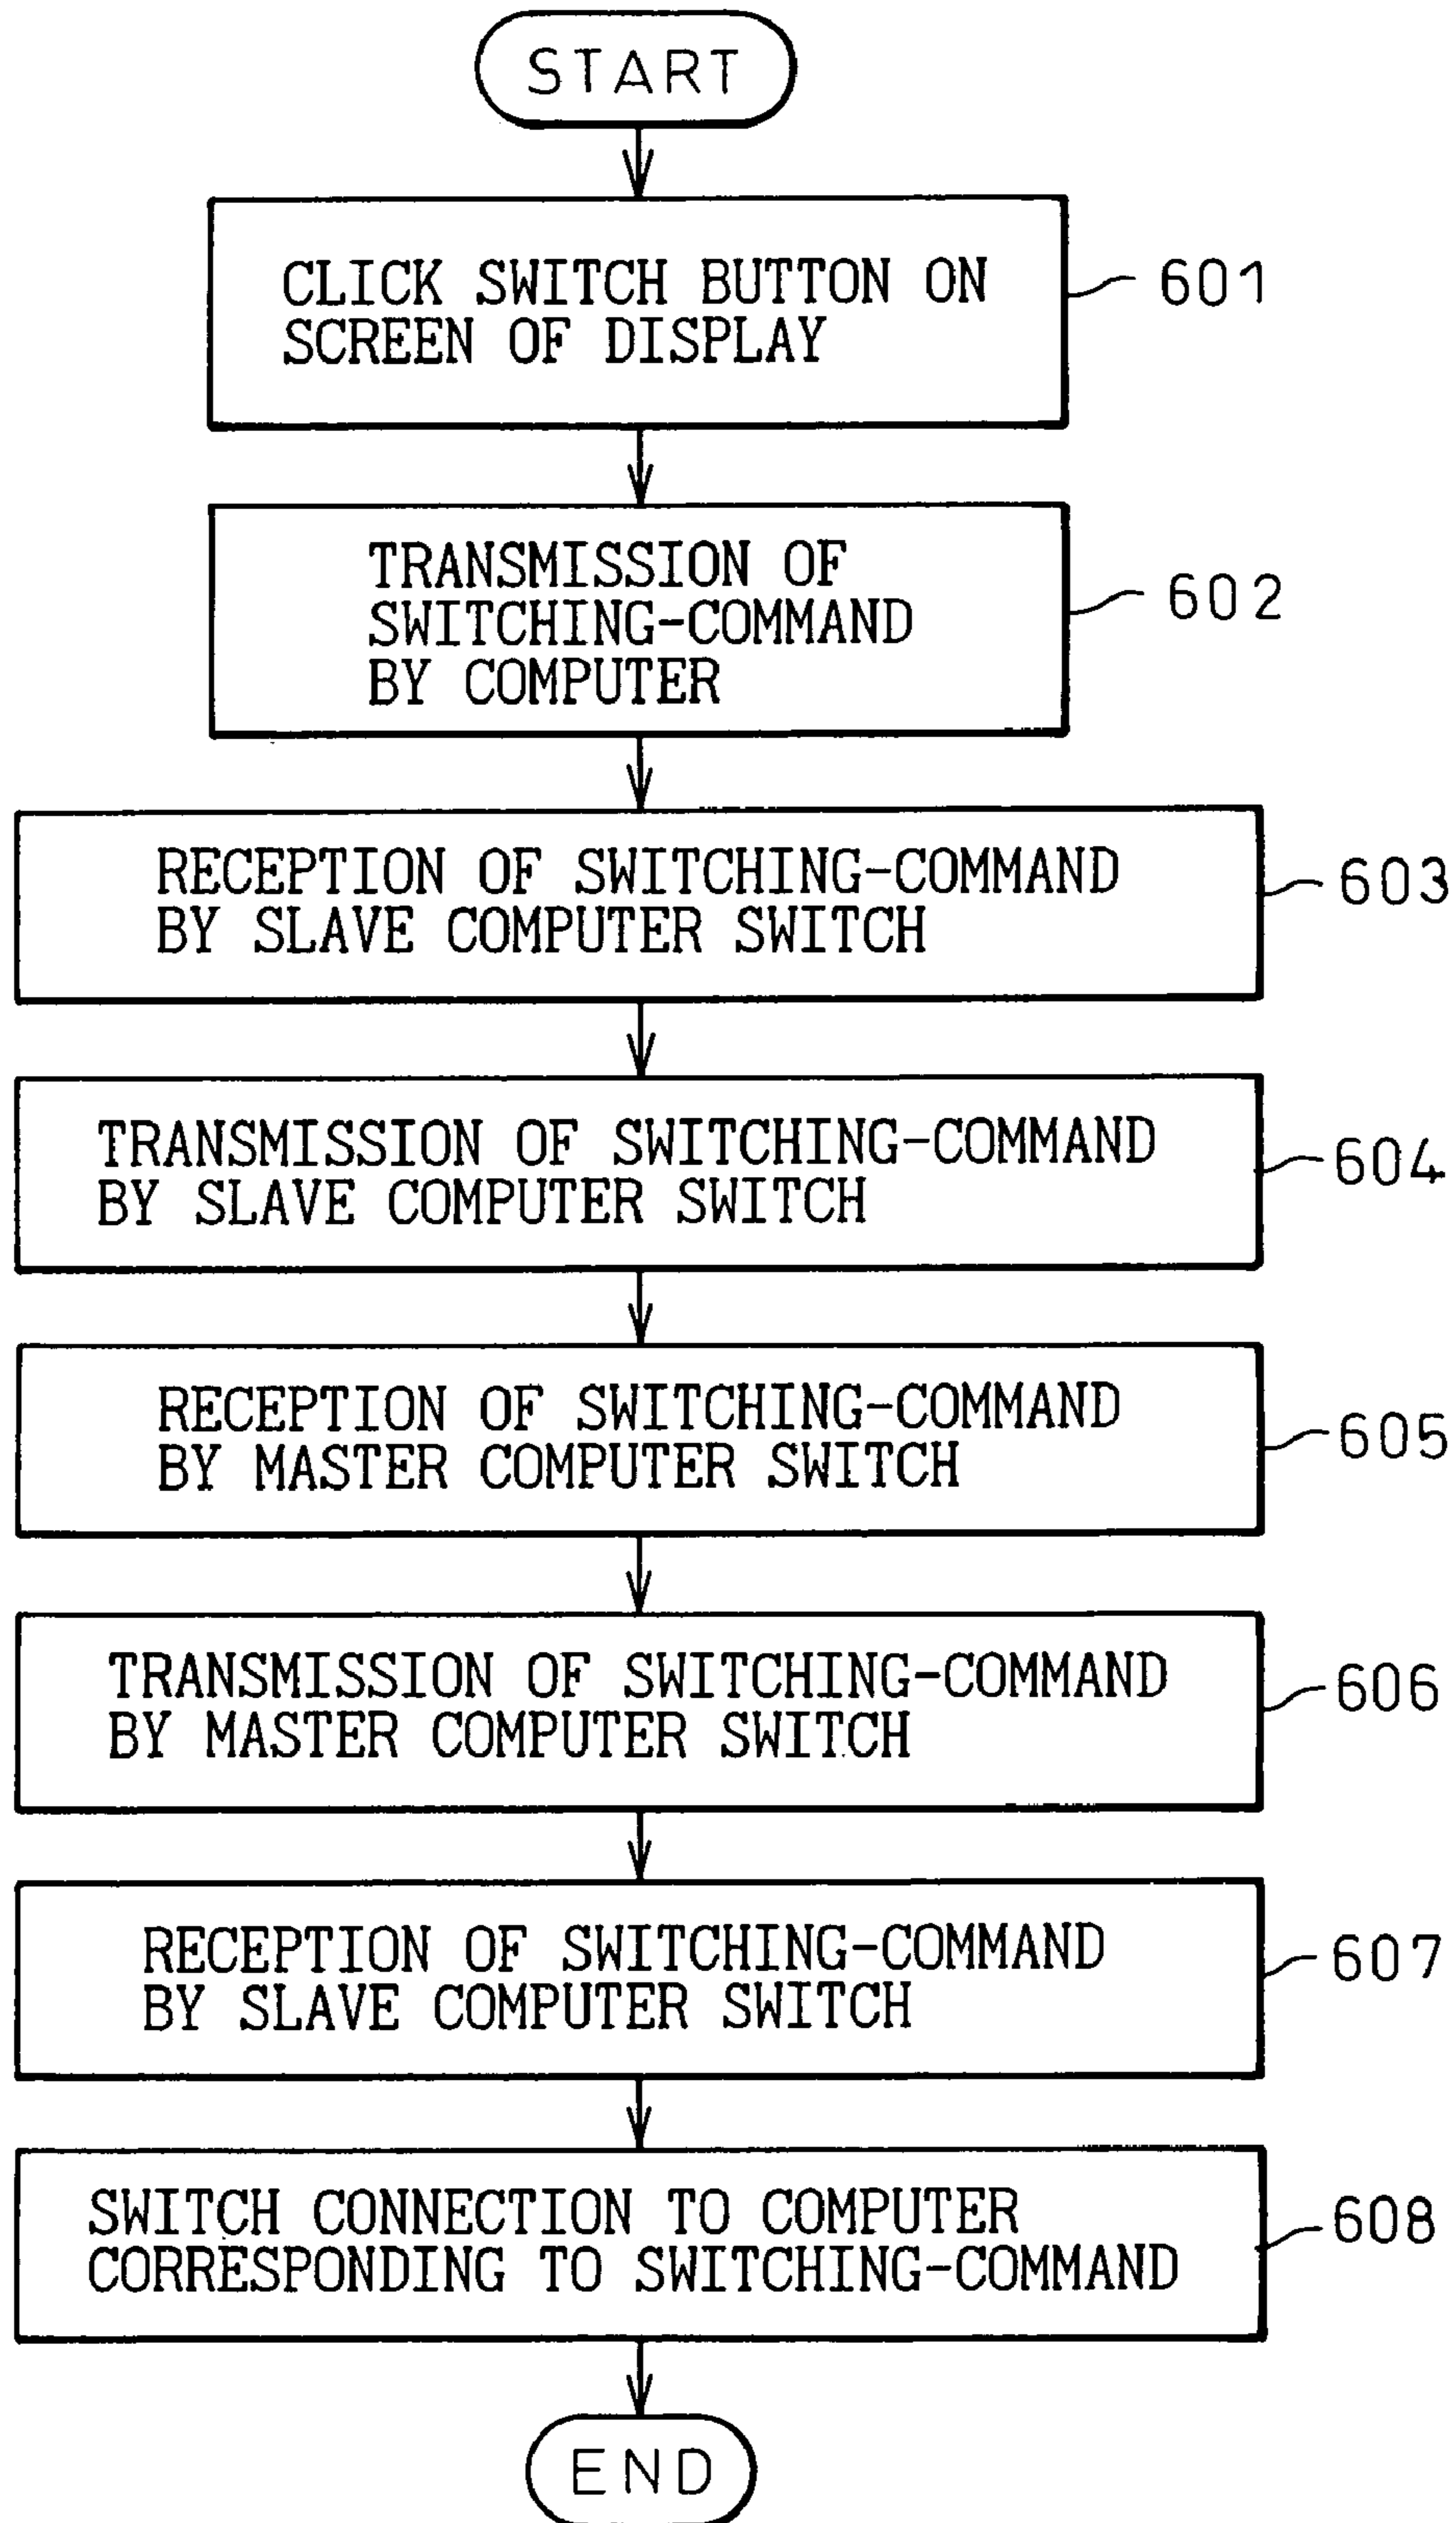 START
CLICK SWITCH BUTTON ON
SCREEN OF DISPLAY
601
TRANSMISSION OF
SWITCHING-COMMAND
BY COMPUTER
602
RECEPTION OF SWITCHING-COMMAND
BY SLAVE COMPUTER SWITCH
603
TRANSMISSION OF SWITCHING-COMMAND
BY SLAVE COMPUTER SWITCH
604
RECEPTION OF SWITCHING-COMMAND
BY MASTER COMPUTER SWITCH
605
TRANSMISSION OF SWITCHING-COMMAND
BY MASTER COMPUTER SWITCH
606
RECEPTION OF SWITCHING-COMMAND
BY SLAVE COMPUTER SWITCH
607
SWITCH CONNECTION TO COMPUTER
CORRESPONDING TO SWITCHING-COMMAND
608
END